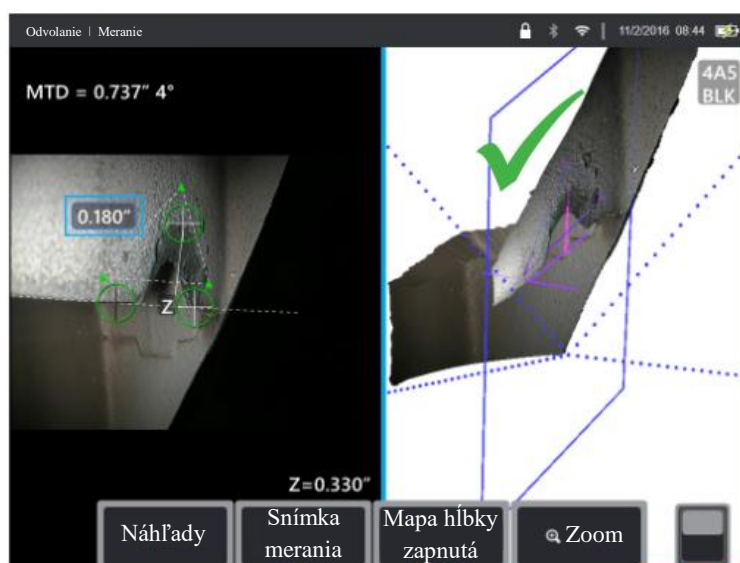 Odvolanie | Meranie
11/2/2016 08:44
MTD = 0.737" 4°
4A5
BLK
0.180"
Z
Z=0.330"
Náhľady
Snímka
merania
Mapa hĺbky
zapnutá
Zoom